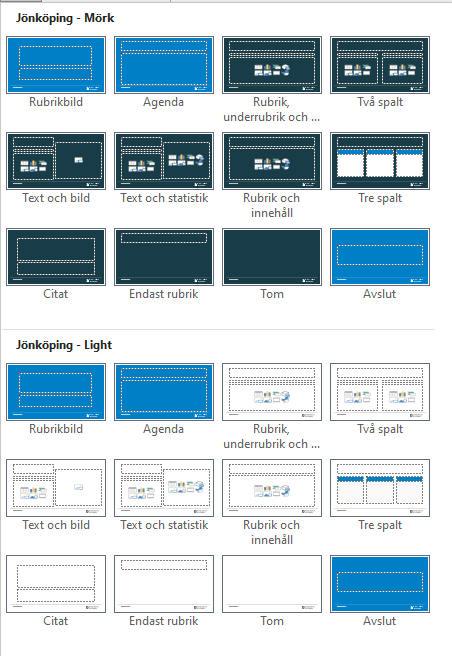 Jönköping - Mörk
Rubrikbild
Agenda
Rubrik,
underrubrik och ...
Två spalt
Text och bild
Text och statistik
Rubrik och
innehåll
Tre spalt
Citat
Endast rubrik
Tom
Avslut
Jönköping - Light
Rubrikbild
Agenda
Rubrik,
underrubrik och ...
Två spalt
Text och bild
Text och statistik
Rubrik och
innehåll
Tre spalt
Citat
Endast rubrik
Tom
Avslut